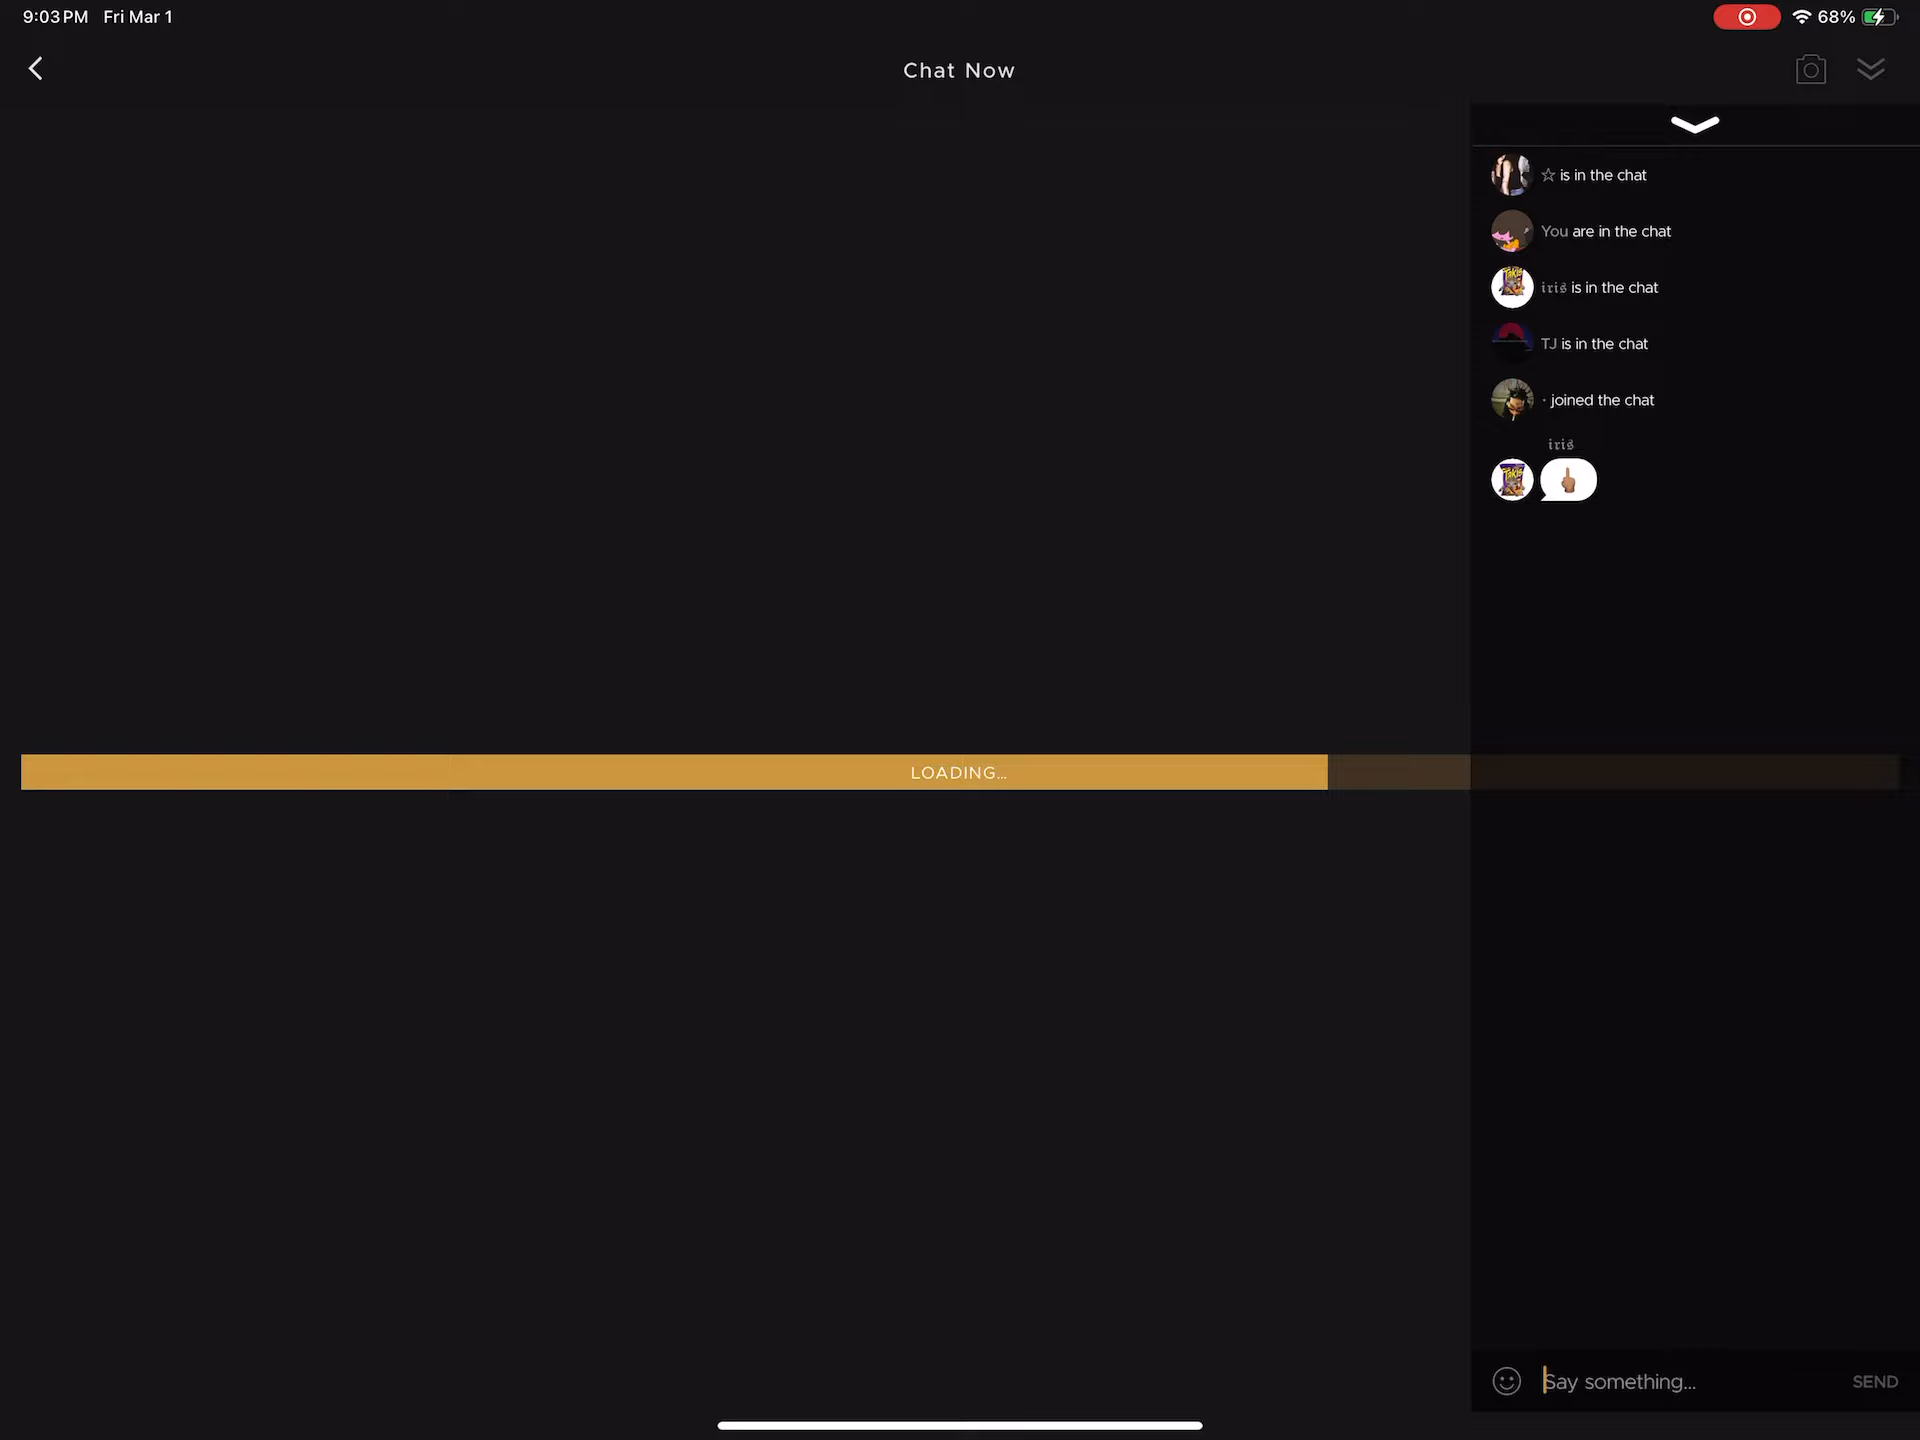 9:03 PM Fri Mar 1
68%
Chat Now
☆ is in the chat
You are in the chat
𝔦𝔯𝔦𝔰 is in the chat
TJ is in the chat
· joined the chat
𝔦𝔯𝔦𝔰
TAKIS
🖕🏽
LOADING...
Say something...
SEND